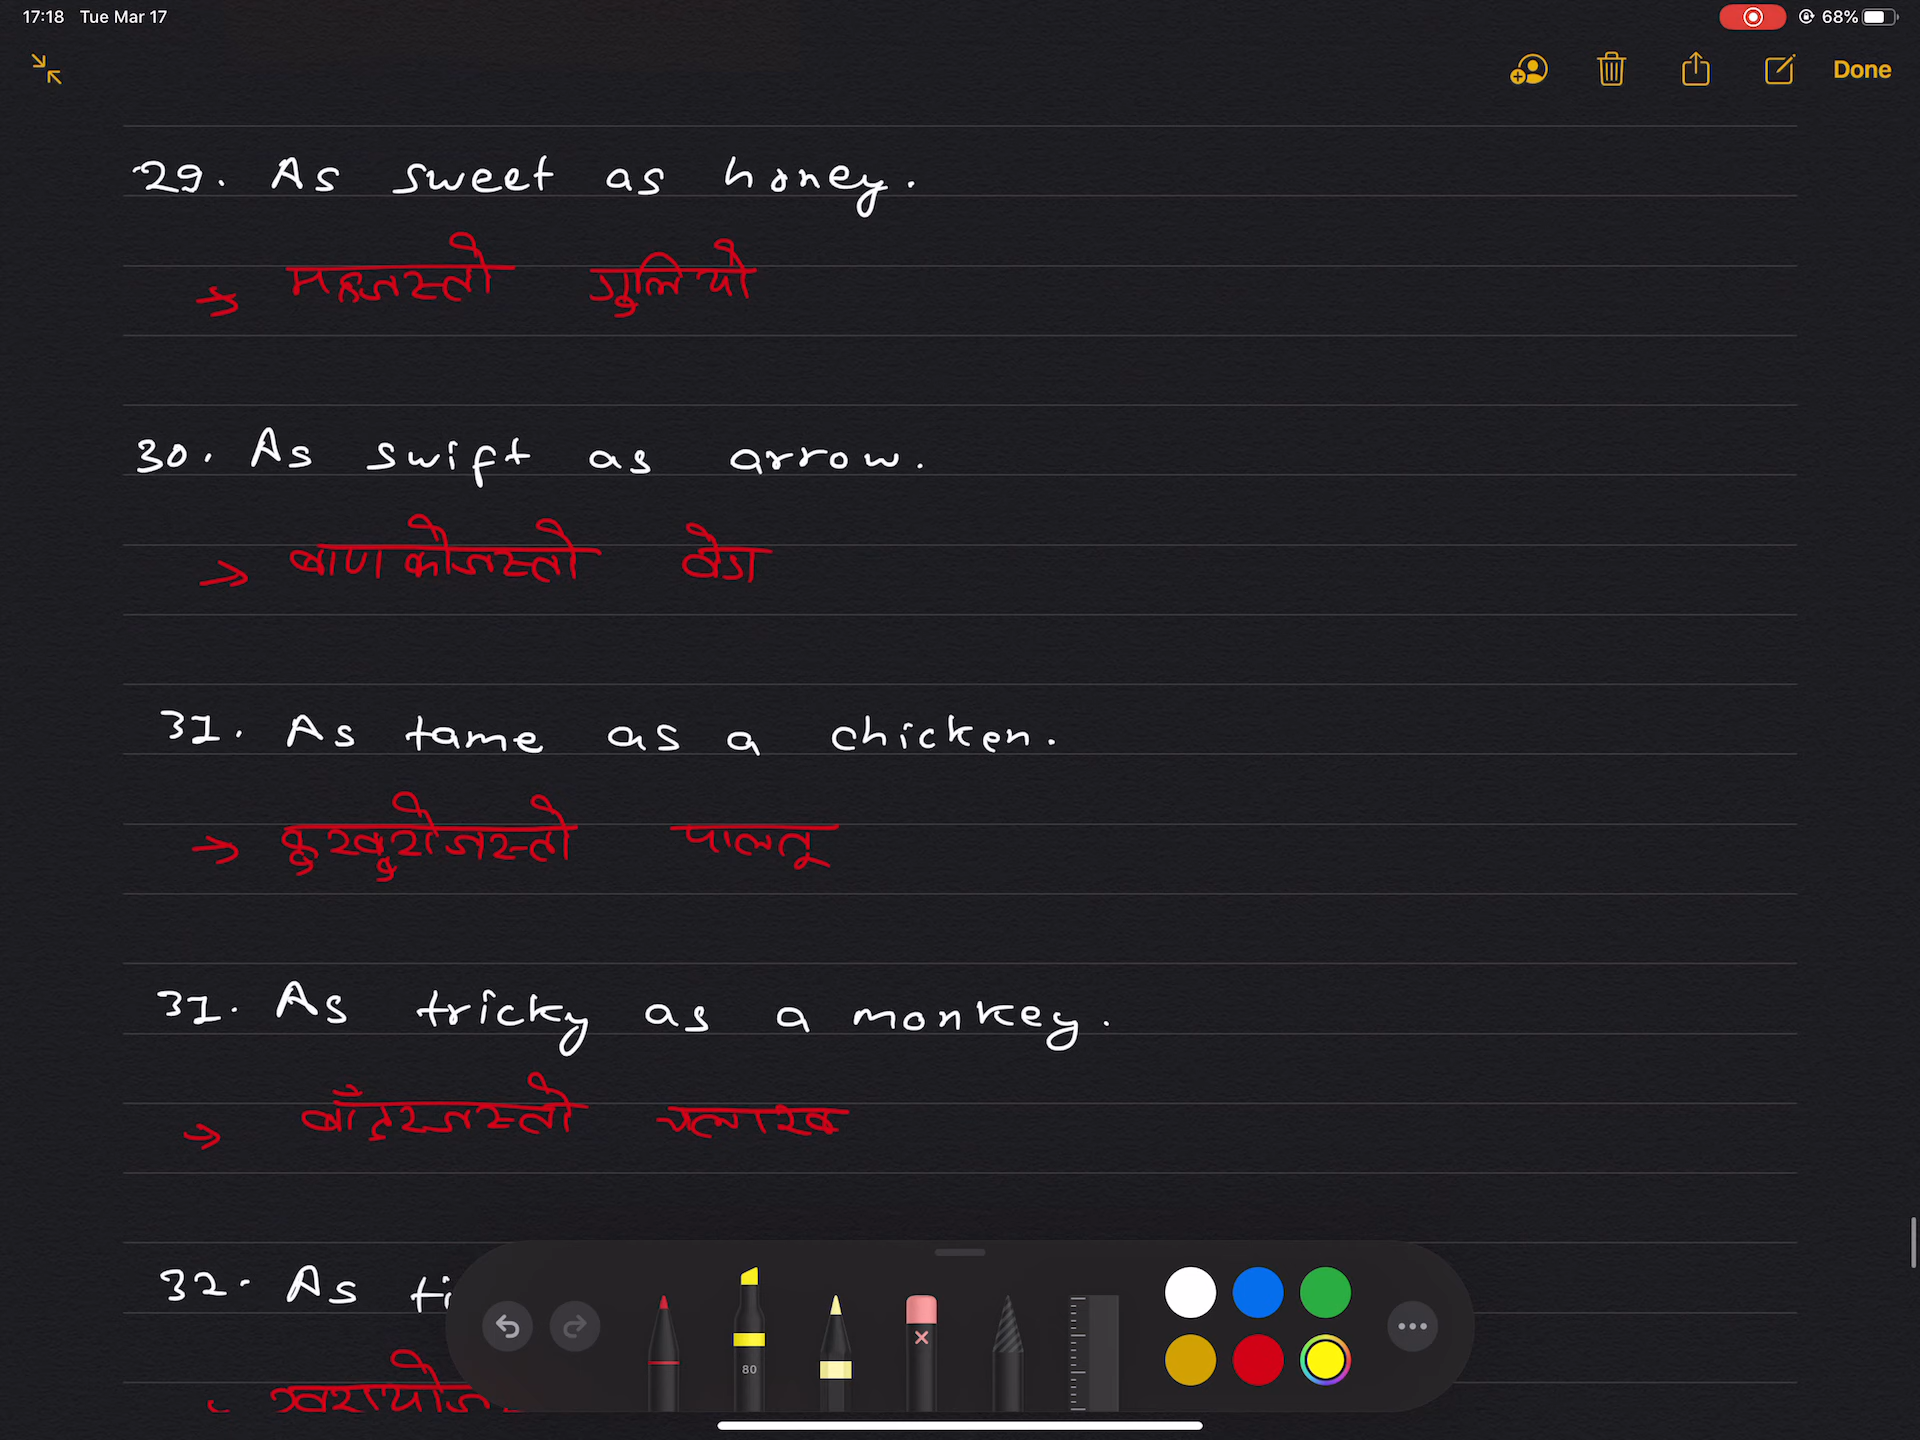 17:18 Tue Mar 17
68%
Done
29. As sweet as honey.
→ महजस्तो गुलियो
30. As swift as arrow.
→ बाण कोजस्तो वेग
31. As tame as a chicken.
→ कुखुरोजस्तो पालतू
31. As tricky as a monkey.
→ बाँदरजस्तो चलाख
32. As
80